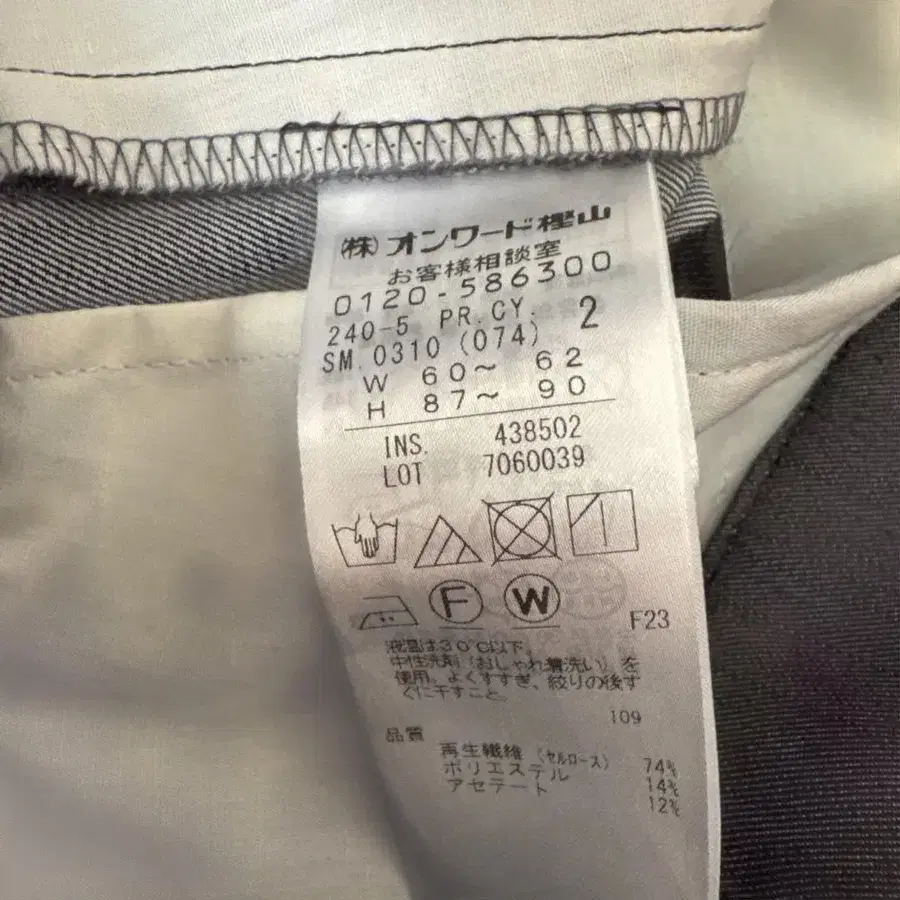 (株)オンワード樫山
お客様相談室
0120-586300
240-5 PR.CY. 2
SM.0310 (074)
W 60～ 62
H 87～ 90
INS. 438502
LOT 7060039
F W F23
液温は30℃以下
中性洗剤（おしゃれ着洗い）を
使用。よくすすぎ、絞りの後す
ぐに干すこと。
109
品質
再生繊維（セルロース） 74%
ポリエステル 14%
アセテート 12%